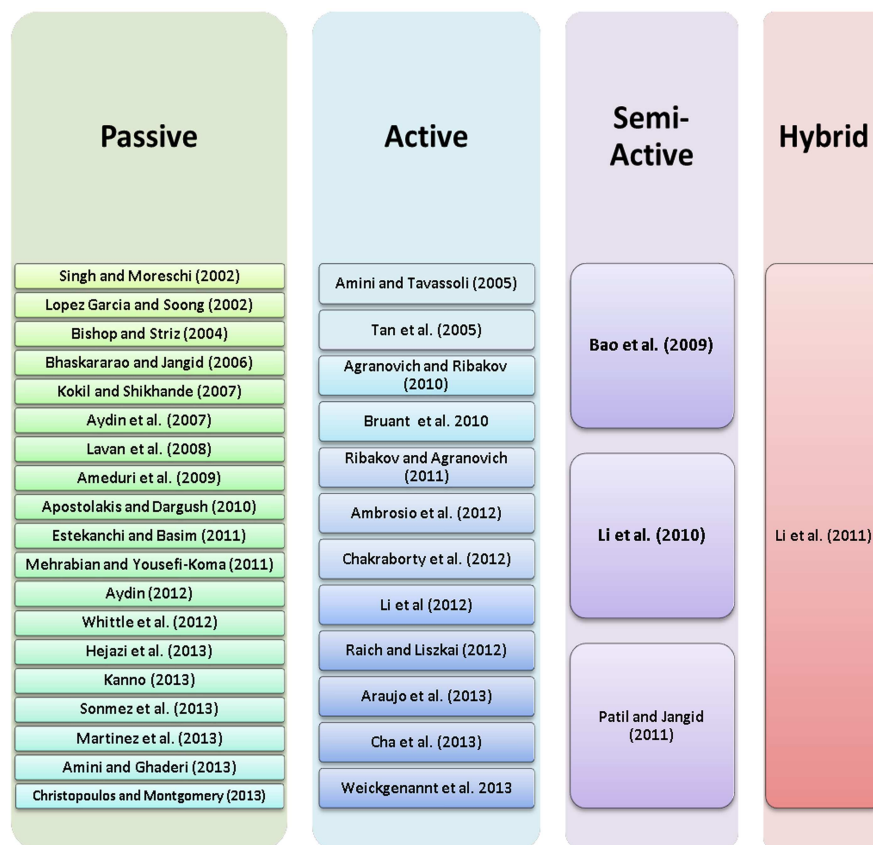 Passive
Singh and Moreschi (2002)
Lopez Garcia and Soong (2002)
Bishop and Striz (2004)
Bhaskararao and Jangid (2006)
Kokil and Shikhande (2007)
Aydin et al. (2007)
Lavan et al. (2008)
Ameduri et al. (2009)
Apostolakis and Dargush (2010)
Estekanchi and Basim (2011)
Mehrabian and Yousefi-Koma (2011)
Aydin (2012)
Whittle et al. (2012)
Hejazi et al. (2013)
Kanno (2013)
Sonmez et al. (2013)
Martinez et al. (2013)
Amini and Ghaderi (2013)
Christopoulos and Montgomery (2013)
Active
Amini and Tavassoli (2005)
Tan et al. (2005)
Agranovich and Ribakov
(2010)
Bruant et al. 2010
Ribakov and Agranovich
(2011)
Ambrosio et al. (2012)
Chakraborty et al. (2012)
Li et al (2012)
Raich and Liszkai (2012)
Araujo et al. (2013)
Cha et al. (2013)
Weickgenannt et al. 2013
Semi-
Active
Bao et al. (2009)
Li et al. (2010)
Patil and Jangid
(2011)
Hybrid
Li et al. (2011)